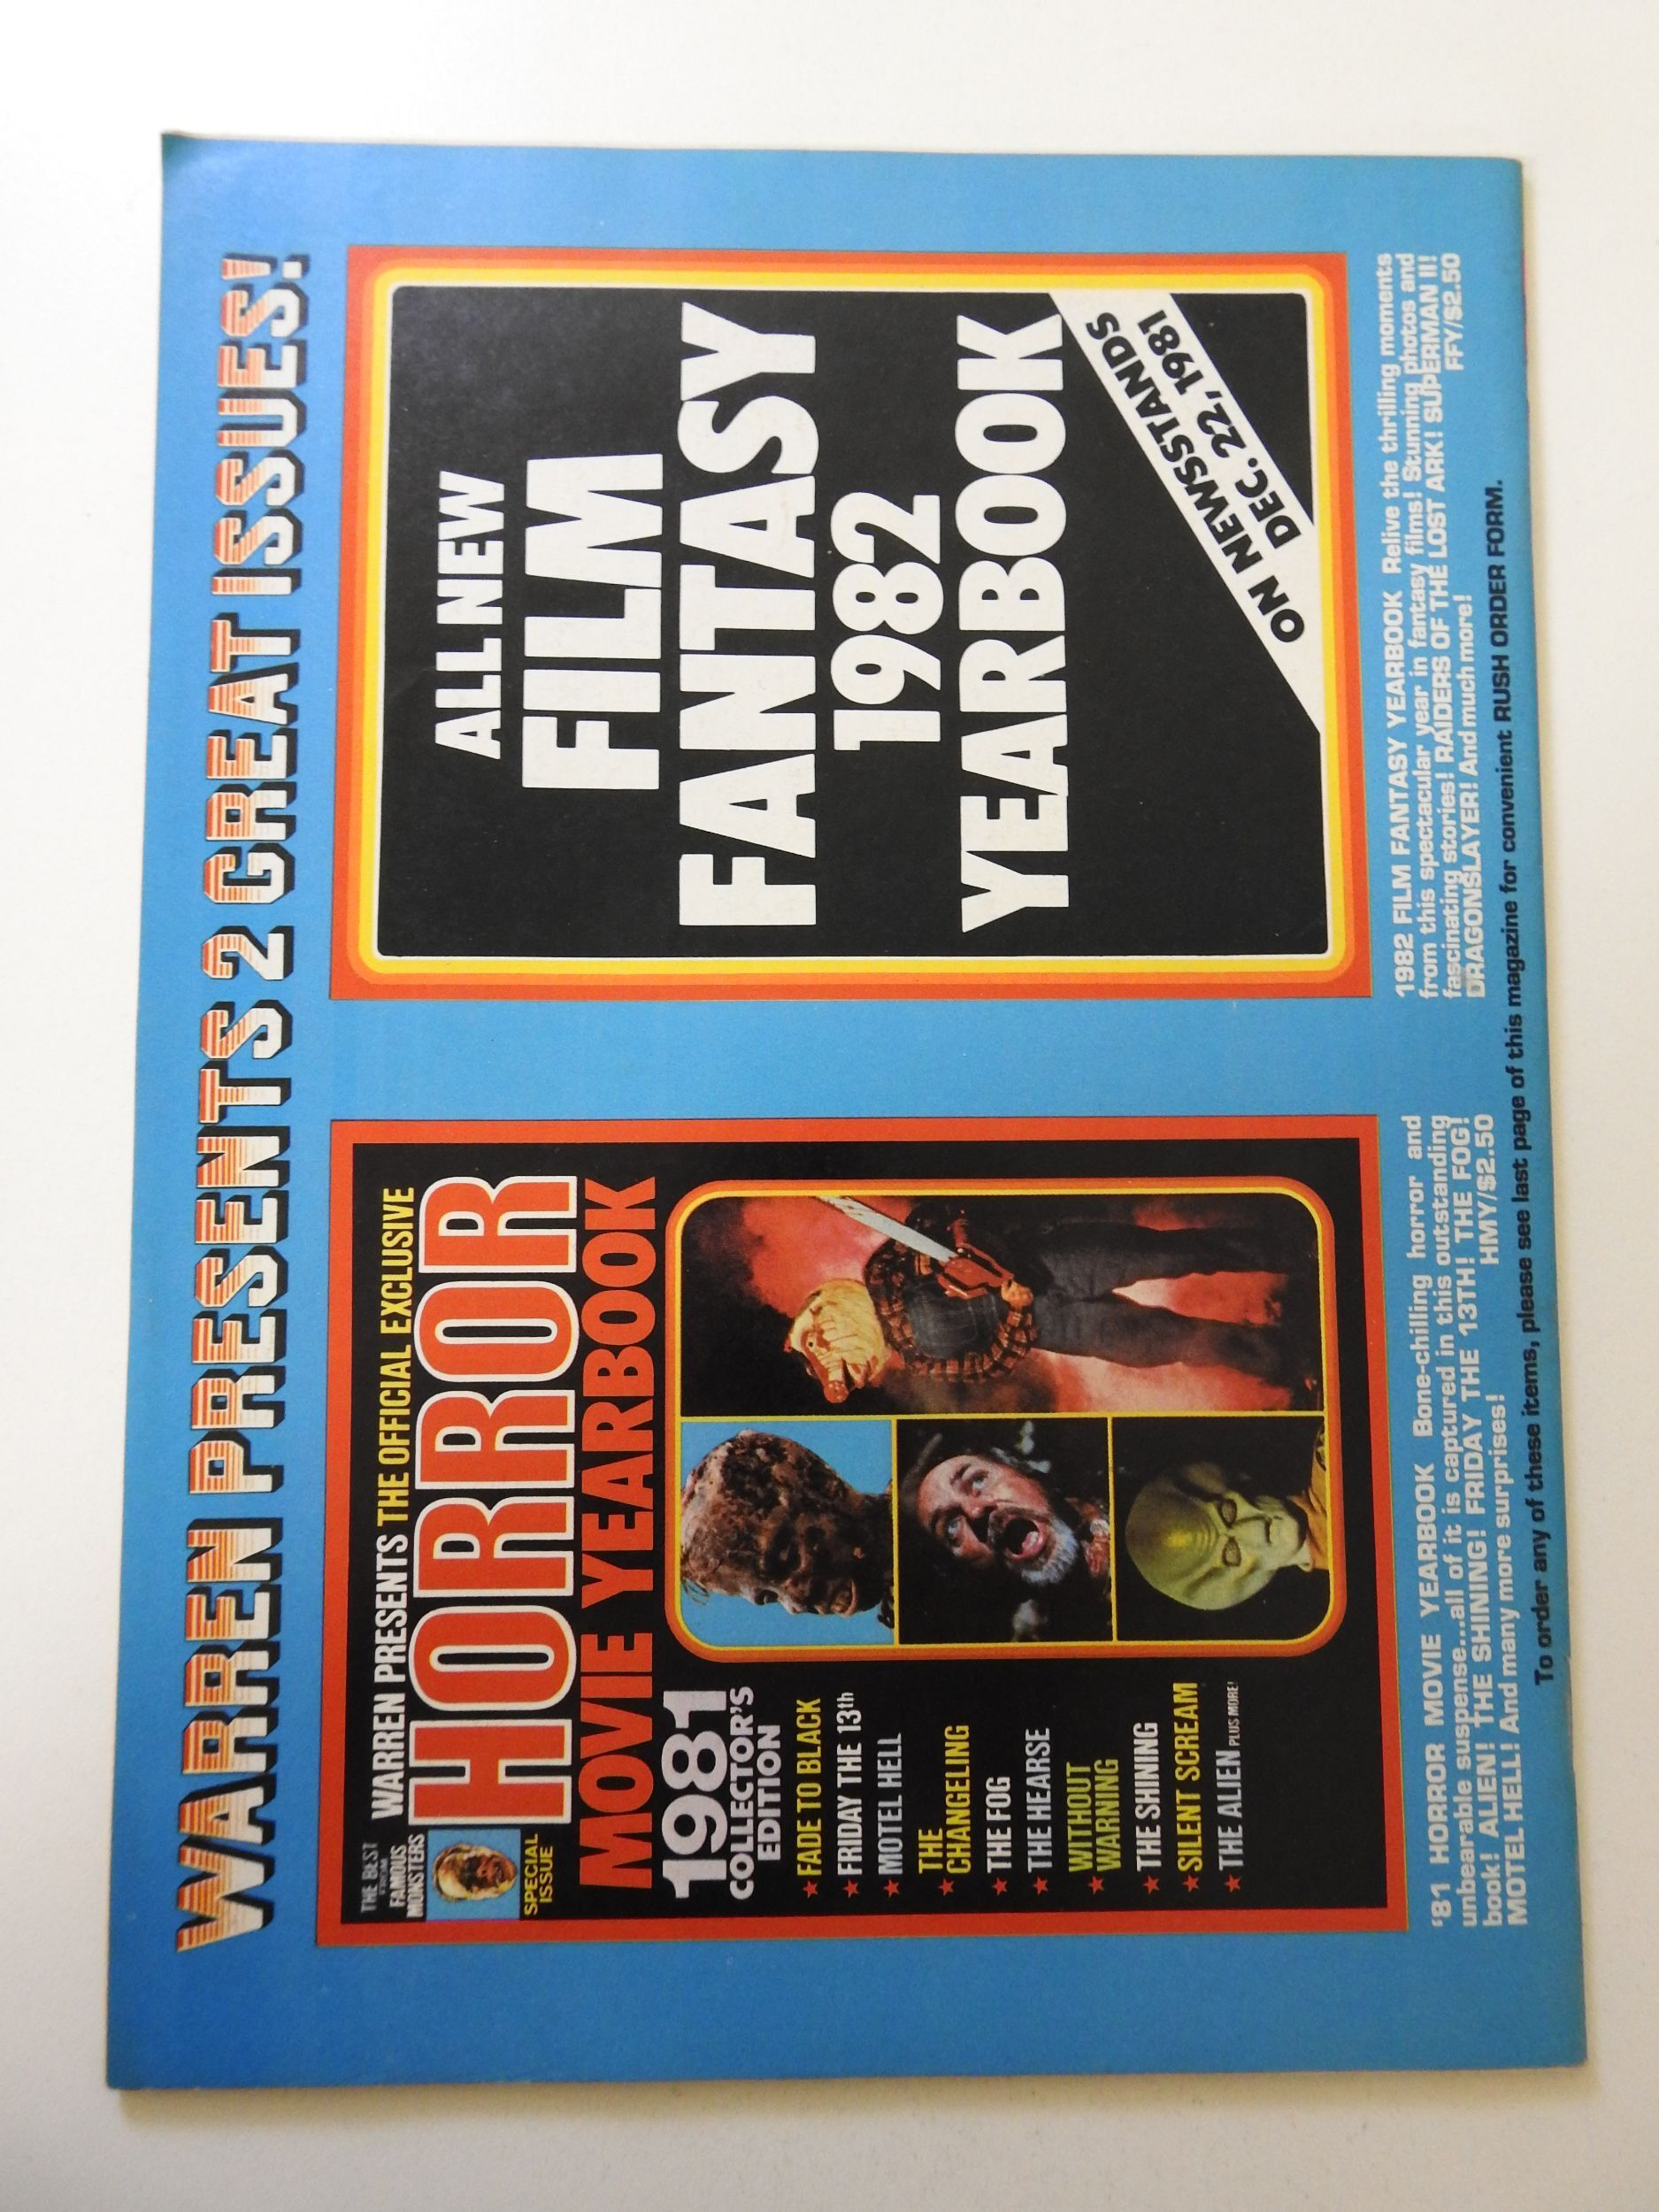 WARREN PRESENTS 2 GREAT ISSUES!
THE BEST
FROM
FAMOUS
MONSTERS
SPECIAL
ISSUE
WARREN PRESENTS THE OFFICIAL EXCLUSIVE
HORROR
MOVIE YEARBOOK
1981
COLLECTOR'S
EDITION
★ FADE TO BLACK
★ FRIDAY THE 13th
★ MOTEL HELL
★ THE
CHANGELING
★ THE FOG
★ THE HEARSE
★ WITHOUT
WARNING
★ THE SHINING
★ SILENT SCREAM
★ THE ALIEN PLUS MORE!
'81 HORROR MOVIE YEARBOOK Bone-chilling horror and
unbearable suspense...all of it is captured in this outstanding
book! ALIEN! THE SHINING! FRIDAY THE 13TH! THE FOG!
MOTEL HELL! And many more surprises! HMY/$2.50
ALL NEW
FILM
FANTASY
1982
YEARBOOK
ON NEWSSTANDS
DEC. 22, 1981
1982 FILM FANTASY YEARBOOK Relive the thrilling moments
from this spectacular year in fantasy films! Stunning photos and
fascinating stories! RAIDERS OF THE LOST ARK! SUPERMAN II!
DRAGONSLAYER! And much more! FFY/$2.50
To order any of these items, please see last page of this magazine for convenient RUSH ORDER FORM.